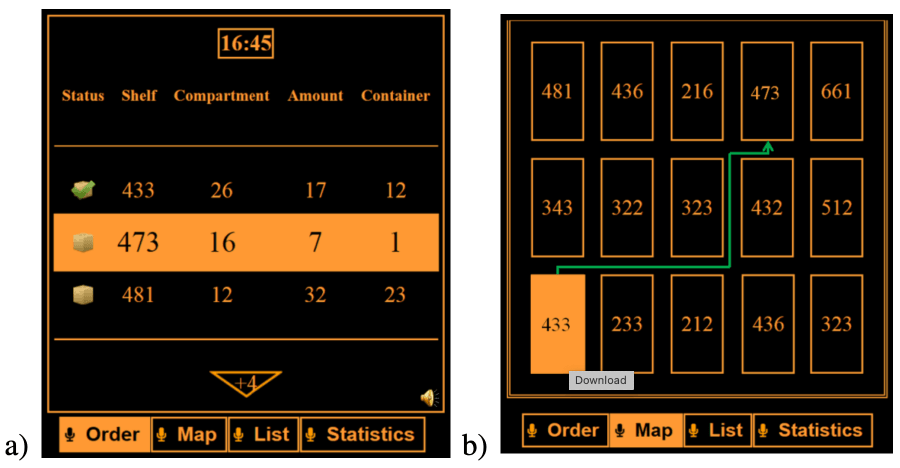 a)
16:45
Status Shelf Compartment Amount Container
433 26 17 12
473 16 7 1
481 12 32 23
+4
Order Map List Statistics
b)
481 436 216 473 661
343 322 323 432 512
433 233 212 436 323
Download
Order Map List Statistics